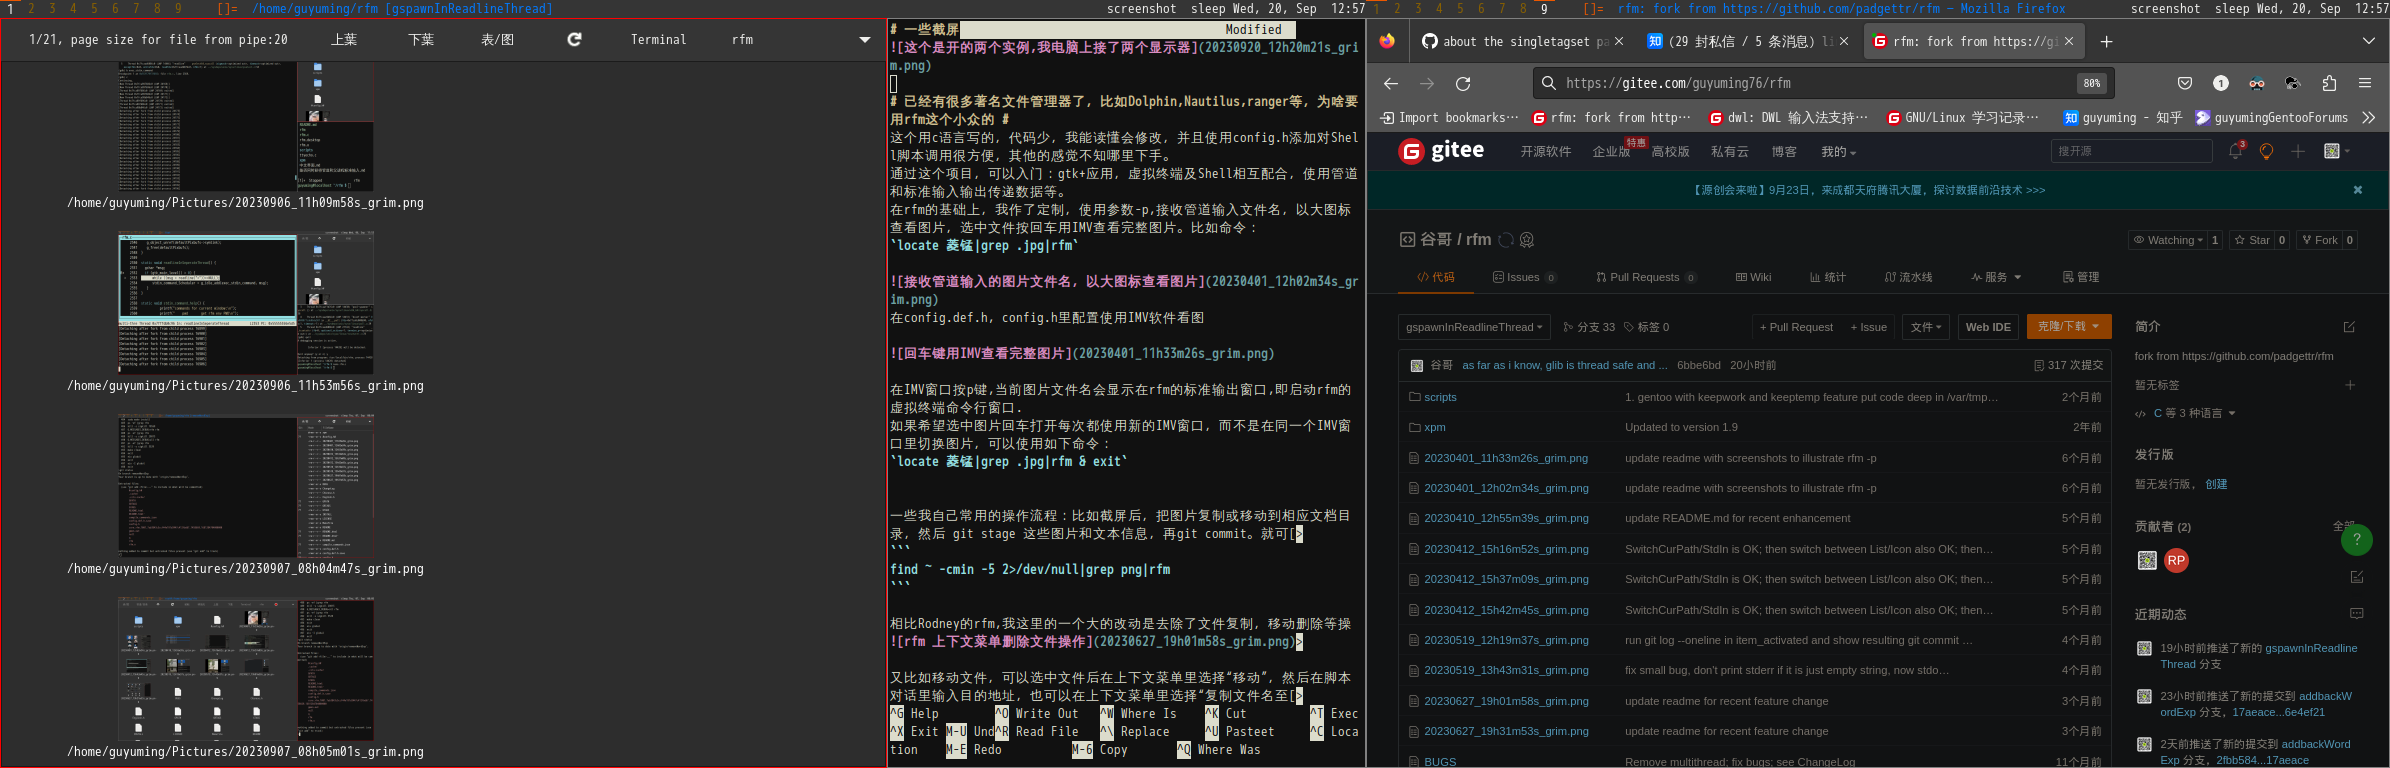 1 2 3 4 5 6 7 8 9 []= /home/guyuming/rfm [gspawnInReadlineThread] screenshot sleep Wed, 20, Sep 12:57
1/21, page size for file from pipe:20 上葉 下葉 表/图 Terminal rfm
/home/guyuming/Pictures/20230906_11h09m58s_grim.png
/home/guyuming/Pictures/20230906_11h53m56s_grim.png
/home/guyuming/Pictures/20230907_08h04m47s_grim.png
/home/guyuming/Pictures/20230907_08h05m01s_grim.png
# 一些截屏 Modified
![这个是开的两个实例,我电脑上接了两个显示器](20230920_12h20m21s_gri
m.png)
# 已经有很多著名文件管理器了, 比如Dolphin,Nautilus,ranger等, 为啥要
用rfm这个小众的 #
这个用c语言写的, 代码少, 我能读懂会修改, 并且使用config.h添加对Shel
l脚本调用很方便, 其他的感觉不知哪里下手。
通过这个项目, 可以入门：gtk+应用, 虚拟终端及Shell相互配合, 使用管道
和标准输入输出传递数据等。
在rfm的基础上, 我作了定制, 使用参数-p,接收管道输入文件名, 以大图标
查看图片, 选中文件按回车用IMV查看完整图片。比如命令：
`locate 菱锰|grep .jpg|rfm`
![接收管道输入的图片文件名, 以大图标查看图片](20230401_12h02m34s_gr
im.png)
在config.def.h, config.h里配置使用IMV软件看图
![回车键用IMV查看完整图片](20230401_11h33m26s_grim.png)
在IMV窗口按p键,当前图片文件名会显示在rfm的标准输出窗口,即启动rfm的
虚拟终端命令行窗口.
如果希望选中图片回车打开每次都使用新的IMV窗口, 而不是在同一个IMV窗
口里切换图片, 可以使用如下命令：
`locate 菱锰|grep .jpg|rfm & exit`
一些我自己常用的操作流程：比如截屏后, 把图片复制或移动到相应文档目
录, 然后 git stage 这些图片和文本信息, 再git commit。就可[>
```
find ~ -cmin -5 2>/dev/null|grep png|rfm
```
相比Rodney的rfm,我这里的一个大的改动是去除了文件复制, 移动删除等操
![rfm 上下文菜单删除文件操作](20230627_19h01m58s_grim.png)>
又比如移动文件, 可以选中文件后在上下文菜单里选择“移动”, 然后在脚本
对话里输入目的地址, 也可以在上下文菜单里选择“复制文件名至[>
^G Help ^O Write Out ^W Where Is ^K Cut ^T Exec
^X Exit M-U Und^R Read File ^\ Replace ^U Pasteet ^C Loca
tion M-E Redo M-6 Copy ^Q Where Was
1 2 3 4 5 6 7 8 9 []= rfm: fork from https://github.com/padgettr/rfm — Mozilla Firefox screenshot sleep Wed, 20, Sep 12:57
about the singletagset pa (29 封私信 / 5 条消息) li rfm: fork from https://gi
https://gitee.com/guyuming76/rfm 80% 1
Import bookmarks… rfm: fork from http… dwl: DWL 输入法支持… GNU/Linux 学习记录… guyuming - 知乎 guyumingGentooForums
gitee 开源软件 企业版 特惠 高校版 私有云 博客 我的 搜开源 3
【源创会来啦】9月23日，来成都天府腾讯大厦，探讨数据前沿技术 >>>
谷哥 / rfm Watching 1 Star 0 Fork 0
代码 Issues 0 Pull Requests 0 Wiki 统计 流水线 服务 管理
gspawnInReadlineThread 分支 33 标签 0 + Pull Request + Issue 文件 Web IDE 克隆/下载
谷哥 as far as i know, glib is thread safe and ... 6bbe6bd 20小时前 317 次提交
scripts 1. gentoo with keepwork and keeptemp feature put code deep in /var/tmp... 2个月前
xpm Updated to version 1.9 2年前
20230401_11h33m26s_grim.png update readme with screenshots to illustrate rfm -p 6个月前
20230401_12h02m34s_grim.png update readme with screenshots to illustrate rfm -p 6个月前
20230410_12h55m39s_grim.png update README.md for recent enhancement 5个月前
20230412_15h16m52s_grim.png SwitchCurPath/StdIn is OK; then switch between List/Icon also OK; then... 5个月前
20230412_15h37m09s_grim.png SwitchCurPath/StdIn is OK; then switch between List/Icon also OK; then... 5个月前
20230412_15h42m45s_grim.png SwitchCurPath/StdIn is OK; then switch between List/Icon also OK; then... 5个月前
20230519_12h19m37s_grim.png run git log --oneline in item_activated and show resulting git commit ... 4个月前
20230519_13h43m31s_grim.png fix small bug, don't print stderr if it is just empty string, now stdo... 4个月前
20230627_19h01m58s_grim.png update readme for recent feature change 3个月前
20230627_19h31m53s_grim.png update readme for recent feature change 3个月前
BUGS Remove multithread; fix bugs; see ChangeLog 11个月前
简介
fork from https://github.com/padgettr/rfm
暂无标签
C 等 3 种语言
发行版
暂无发行版， 创建
贡献者 (2) 全部
RP
?
近期动态
19小时前推送了新的 gspawnInReadline
Thread 分支
23小时前推送了新的提交到 addbackW
ordExp 分支，17aeace...6e4ef21
2天前推送了新的提交到 addbackWord
Exp 分支，2fbb584...17aeace